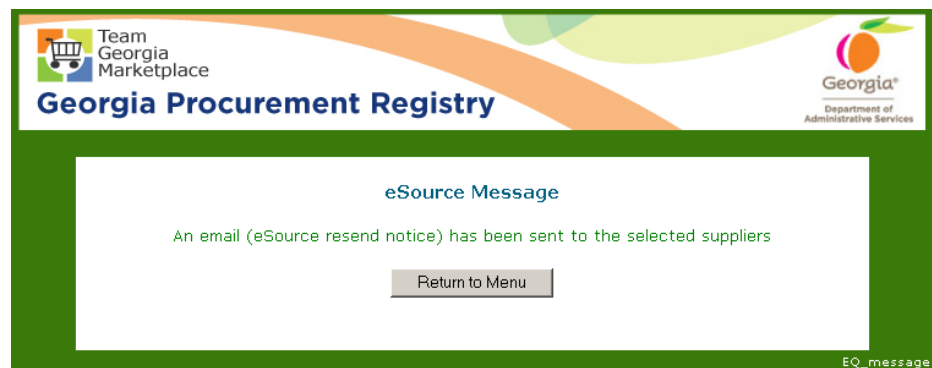 Team
Georgia
Marketplace
Georgia Procurement Registry
Georgia®
Department of
Administrative Services
eSource Message
An email (eSource resend notice) has been sent to the selected suppliers
Return to Menu
EQ_message